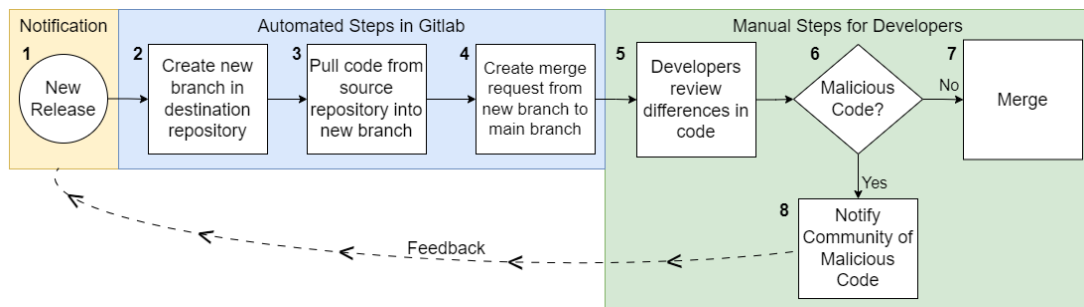 Notification
Automated Steps in Gitlab
Manual Steps for Developers
1
New
Release
2
Create new
branch in
destination
repository
3
Pull code from
source
repository into
new branch
4
Create merge
request from
new branch to
main branch
5
Developers
review
differences in
code
6
Malicious
Code?
No
7
Merge
Yes
8
Notify
Community of
Malicious
Code
Feedback